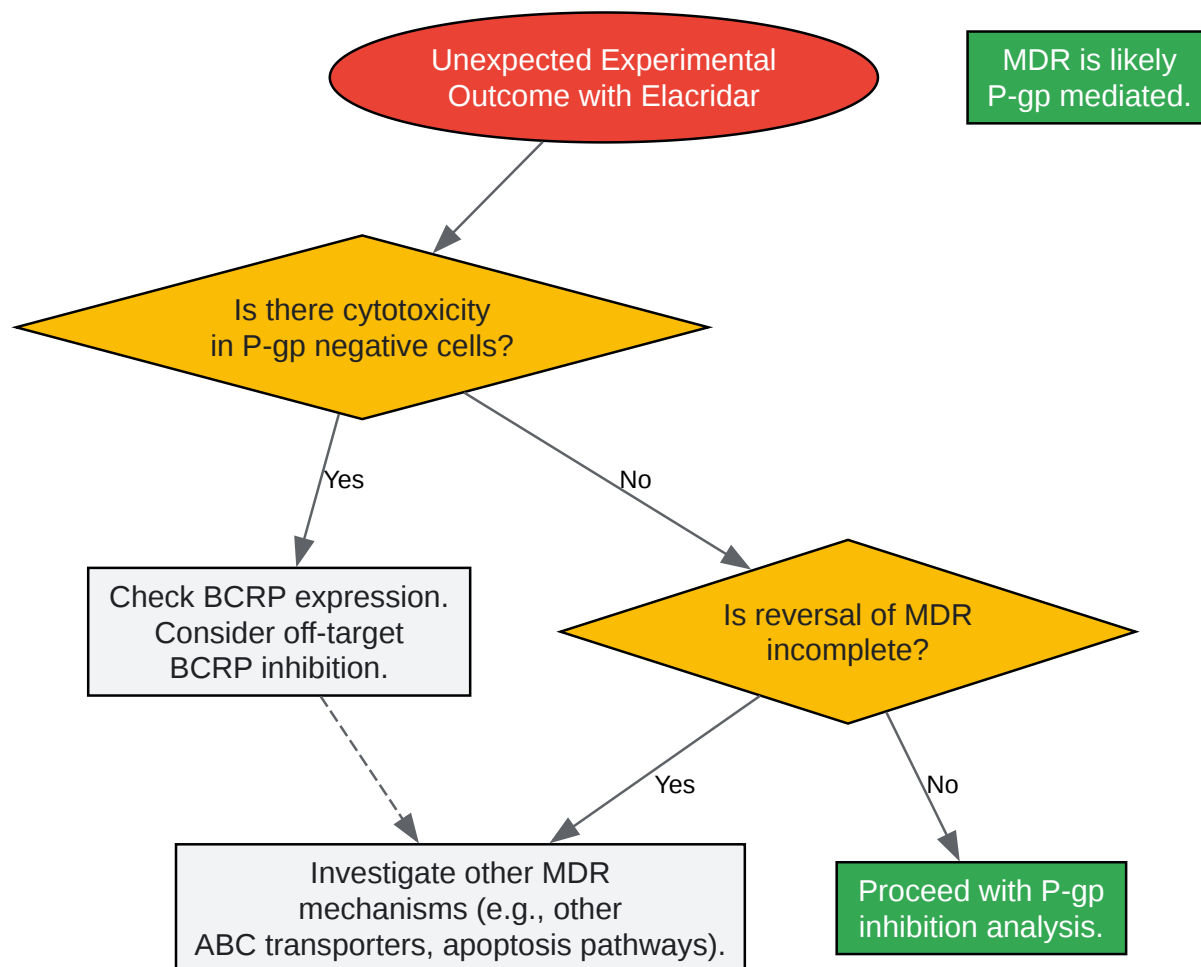 Unexpected Experimental
Outcome with Elacridar
MDR is likely
P-gp mediated.
Is there cytotoxicity
in P-gp negative cells?
Yes
No
Check BCRP expression.
Consider off-target
BCRP inhibition.
Is reversal of MDR
incomplete?
Yes
No
Investigate other MDR
mechanisms (e.g., other
ABC transporters, apoptosis pathways).
Proceed with P-gp
inhibition analysis.